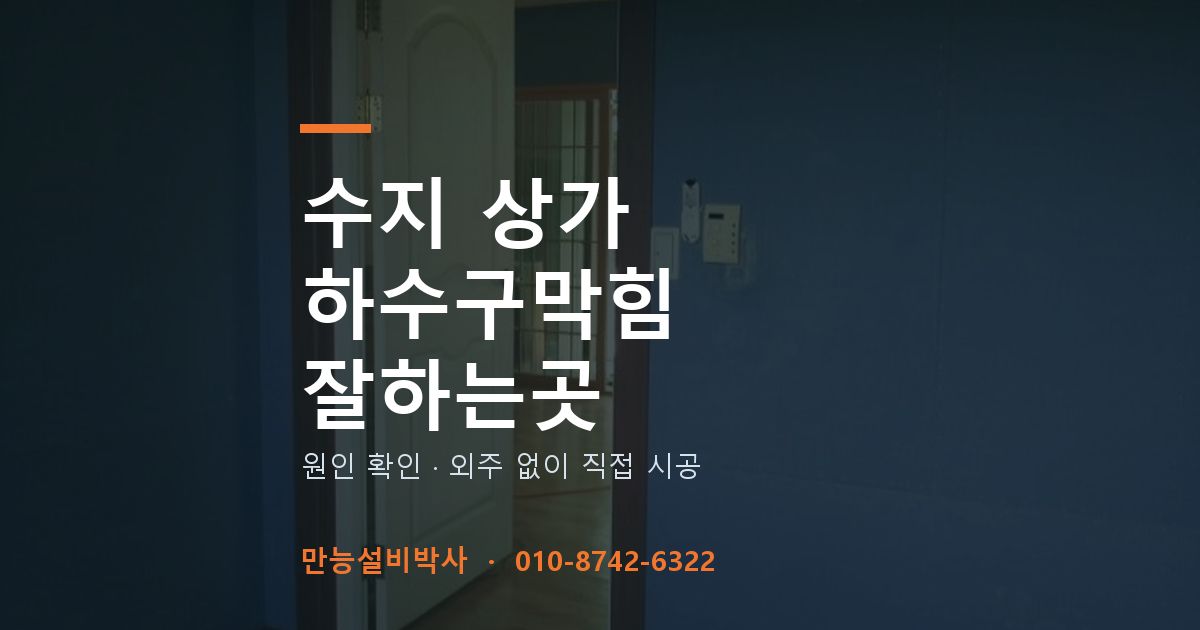 수지 상가
하수구막힘
잘하는곳
원인 확인 · 외주 없이 직접 시공
만능설비박사 · 010-8742-6322